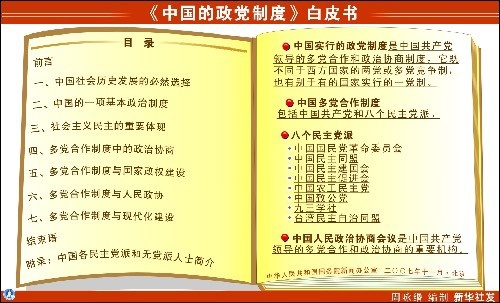 《中国的政党制度》白皮书
目 录
前言
一、中国社会历史发展的必然选择
二、中国的一项基本政治制度
三、社会主义民主的重要体现
四、多党合作制度中的政治协商
五、多党合作制度与国家政权建设
六、多党合作制度与人民政协
七、多党合作制度与现代化建设
结束语
附录：中国各民主党派和无党派人士简介
●中国实行的政党制度是中国共产党
领导的多党合作和政治协商制度，它既
不同于西方国家的两党或多党竞争制，
也有别于有的国家实行的一党制。
●中国多党合作制度
包括中国共产党和八个民主党派。
●八个民主党派
•中国国民党革命委员会
•中国民主同盟
•中国民主建国会
•中国民主促进会
•中国农工民主党
•中国致公党
•九三学社
•台湾民主自治同盟
●中国人民政治协商会议是中国共产党
领导的多党合作和政治协商的重要机构。
中华人民共和国国务院新闻办公室 二〇〇七年十一月·北京
编制 新华社发